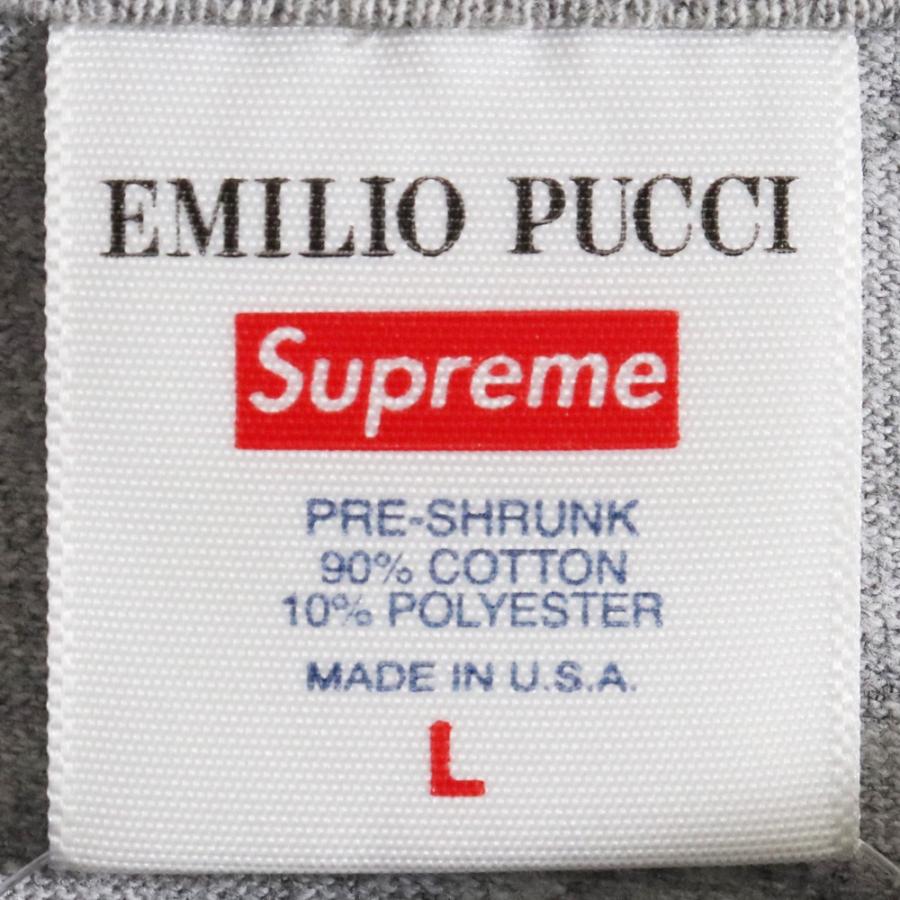 EMILIO PUCCI
Supreme
PRE-SHRUNK
90% COTTON
10% POLYESTER
MADE IN U.S.A.
L